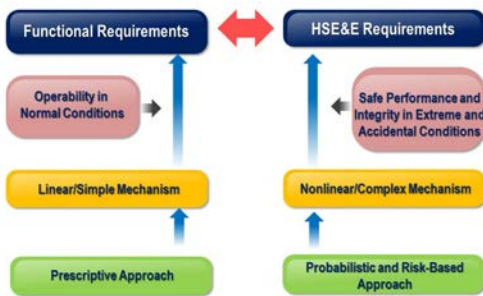 Functional Requirements
HSE&E Requirements
Operability in
Normal Conditions
Safe Performance and
Integrity in Extreme and
Accidental Conditions
Linear/Simple Mechanism
Nonlinear/Complex Mechanism
Prescriptive Approach
Probabilistic and Risk-Based
Approach